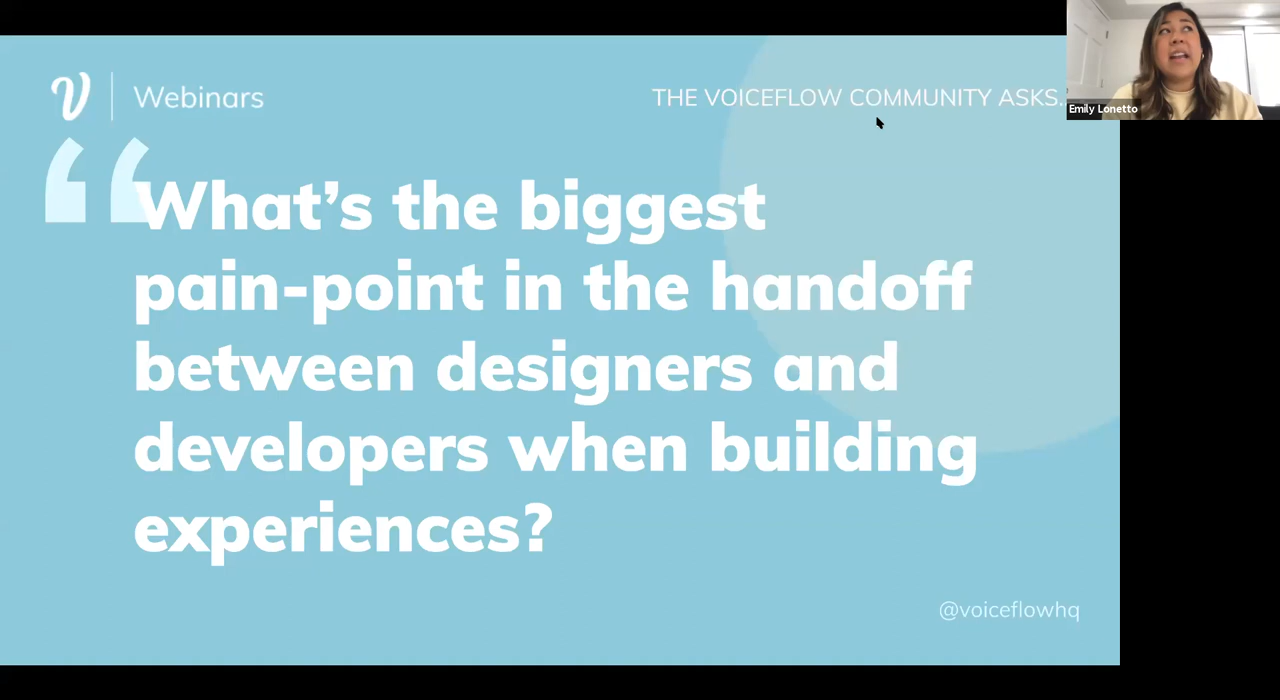 V | Webinars
THE VOICEFLOW COMMUNITY ASKS..
Emily Lonetto
“What’s the biggest
pain-point in the handoff
between designers and
developers when building
experiences?
@voiceflowhq